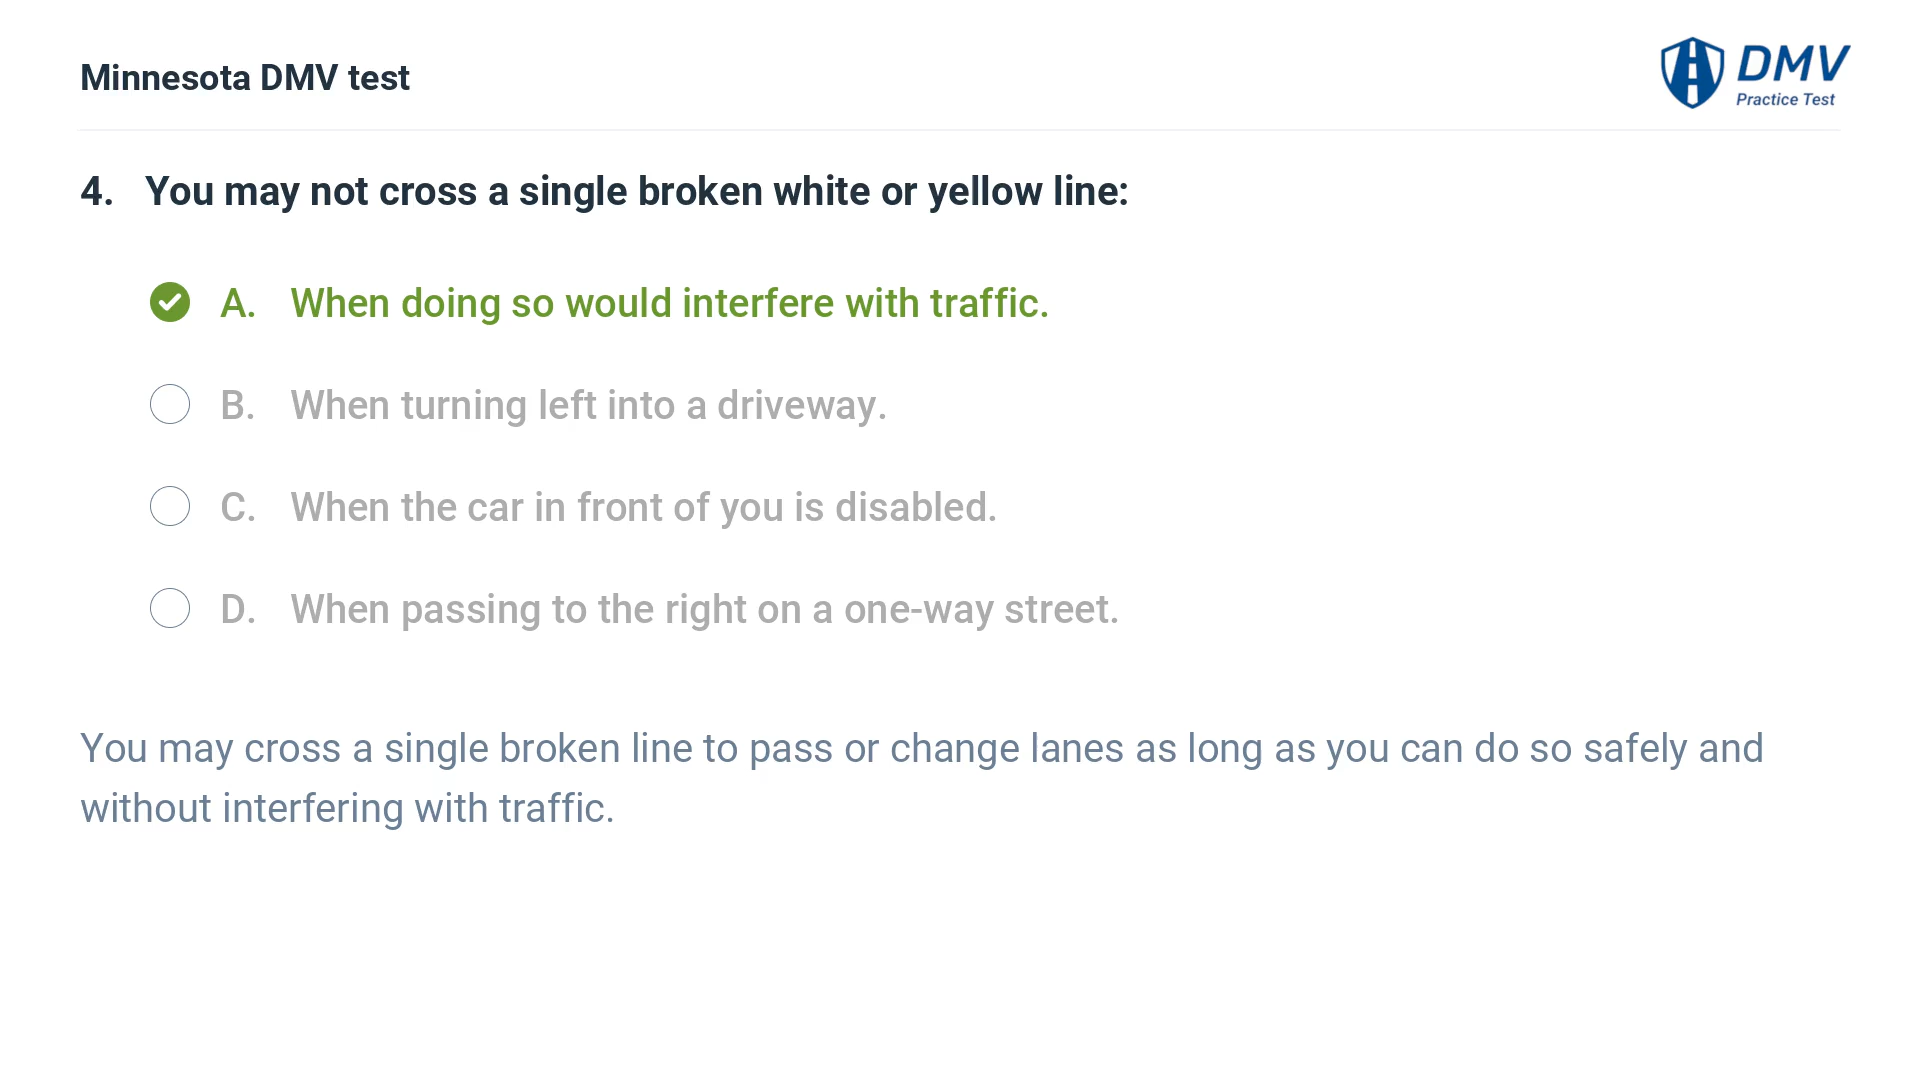 Minnesota DMV test
DMV
Practice Test
4. You may not cross a single broken white or yellow line:
A. When doing so would interfere with traffic.
B. When turning left into a driveway.
C. When the car in front of you is disabled.
D. When passing to the right on a one-way street.
You may cross a single broken line to pass or change lanes as long as you can do so safely and
without interfering with traffic.